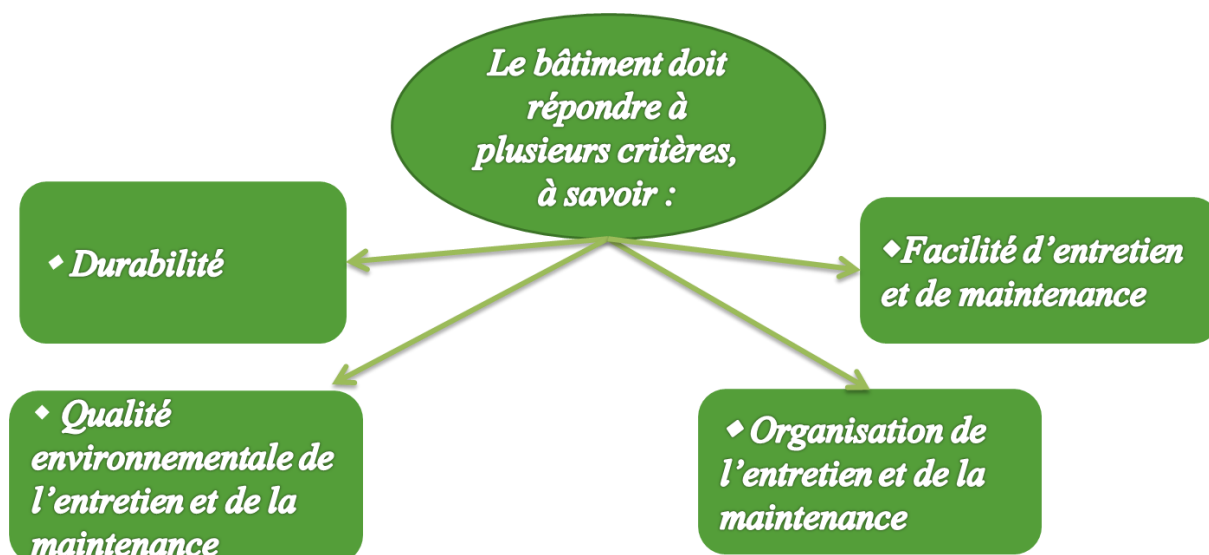 Le bâtiment doit
répondre à
plusieurs critères,
à savoir :
◆ Durabilité
◆Facilité d’entretien
et de maintenance
◆ Qualité
environnementale de
l’entretien et de la
maintenance
◆ Organisation de
l’entretien et de la
maintenance